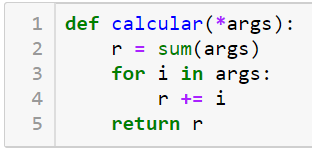 1 def calcular(*args):
2     r = sum(args)
3     for i in args:
4         r += i
5     return r